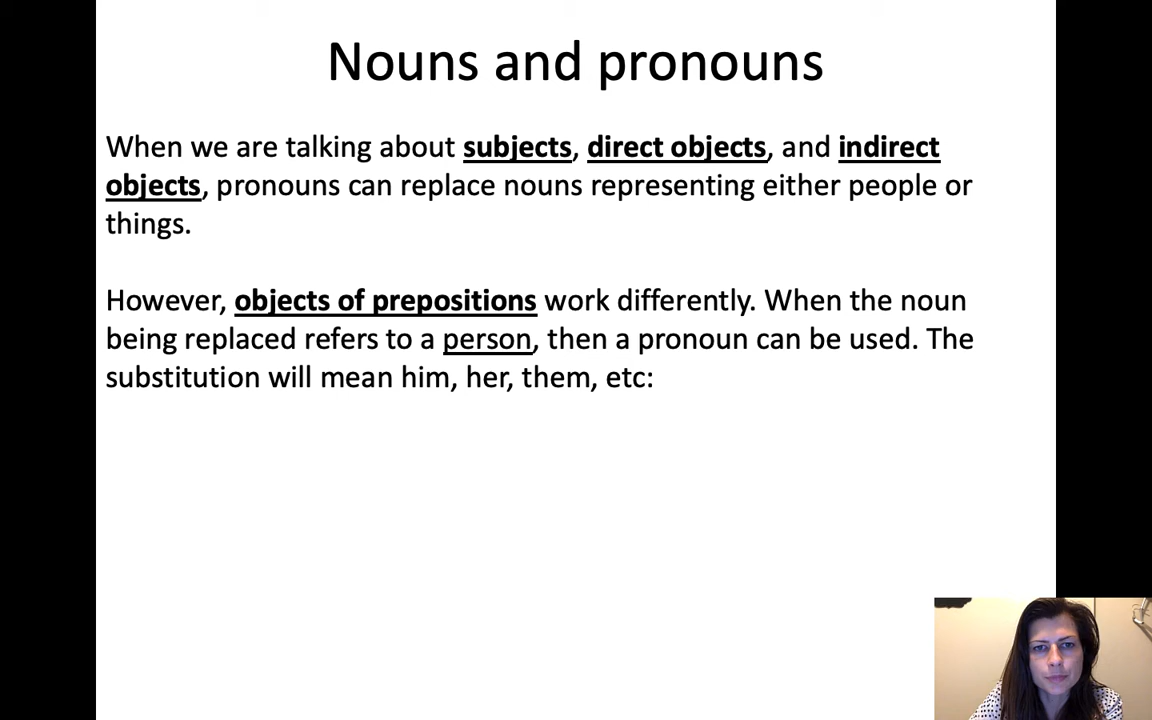 Nouns and pronouns
When we are talking about subjects, direct objects, and indirect
objects, pronouns can replace nouns representing either people or
things.
However, objects of prepositions work differently. When the noun
being replaced refers to a person, then a pronoun can be used. The
substitution will mean him, her, them, etc: